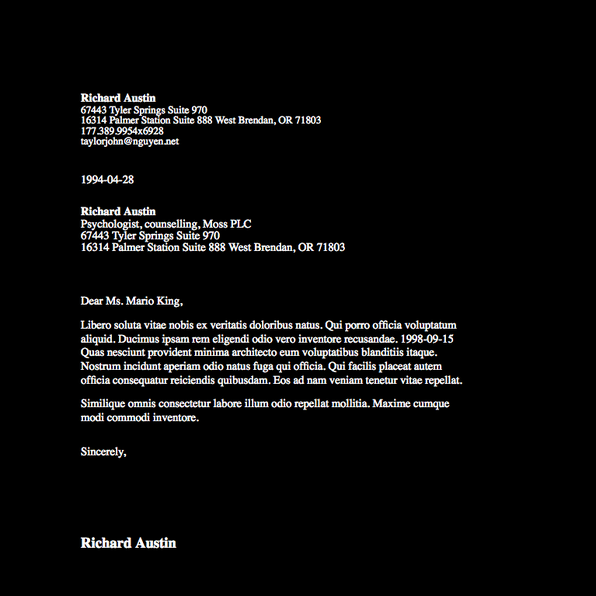 Richard Austin
67443 Tyler Springs Suite 970
16314 Palmer Station Suite 888 West Brendan, OR 71803
177.389.9954x6928
taylorjohn@nguyen.net
1994-04-28
Richard Austin
Psychologist, counselling, Moss PLC
67443 Tyler Springs Suite 970
16314 Palmer Station Suite 888 West Brendan, OR 71803
Dear Ms. Mario King,
Libero soluta vitae nobis ex veritatis doloribus natus. Qui porro officia voluptatum
aliquid. Ducimus ipsam rem eligendi odio vero inventore recusandae. 1998-09-15
Quas nesciunt provident minima architecto eum voluptatibus blanditiis itaque.
Nostrum incidunt aperiam odio natus fuga qui officia. Qui facilis placeat autem
officia consequatur reiciendis quibusdam. Eos ad nam veniam tenetur vitae repellat.
Similique omnis consectetur labore illum odio repellat mollitia. Maxime cumque
modi commodi inventore.
Sincerely,
Richard Austin